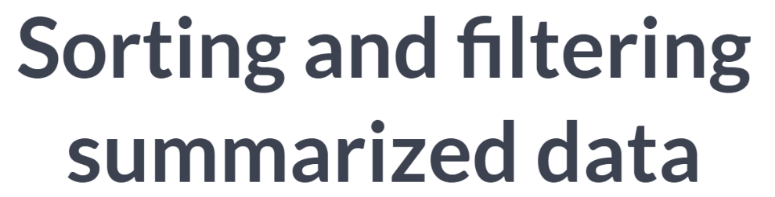 Sorting and filtering
summarized data